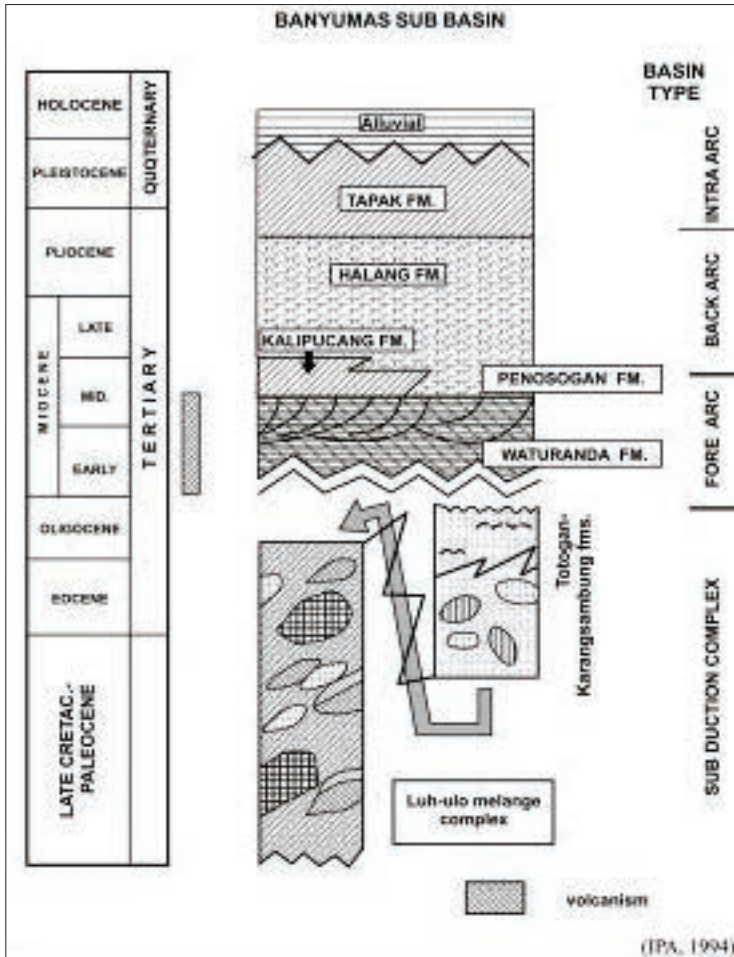 BANYUMAS SUB BASIN
BASIN
TYPE
HOLOCENE
PLEISTOCENE
PLIOCENE
MIOCENE
LATE
MID.
EARLY
OLIGOCENE
EOCENE
LATE CRETAC.-
PALEOCENE
QUQTERNARY
TERTIARY
Alluvial
TAPAK FM.
HALANG FM
KALIPUCANG FM.
PENOSOGAN FM.
WATURANDA FM.
Totogan-
Karangsambung fms.
Luh-ulo melange
complex
volcanism
INTRA ARC
BACK ARC
FORE ARC
SUB DUCTION COMPLEX
(IPA, 1994)